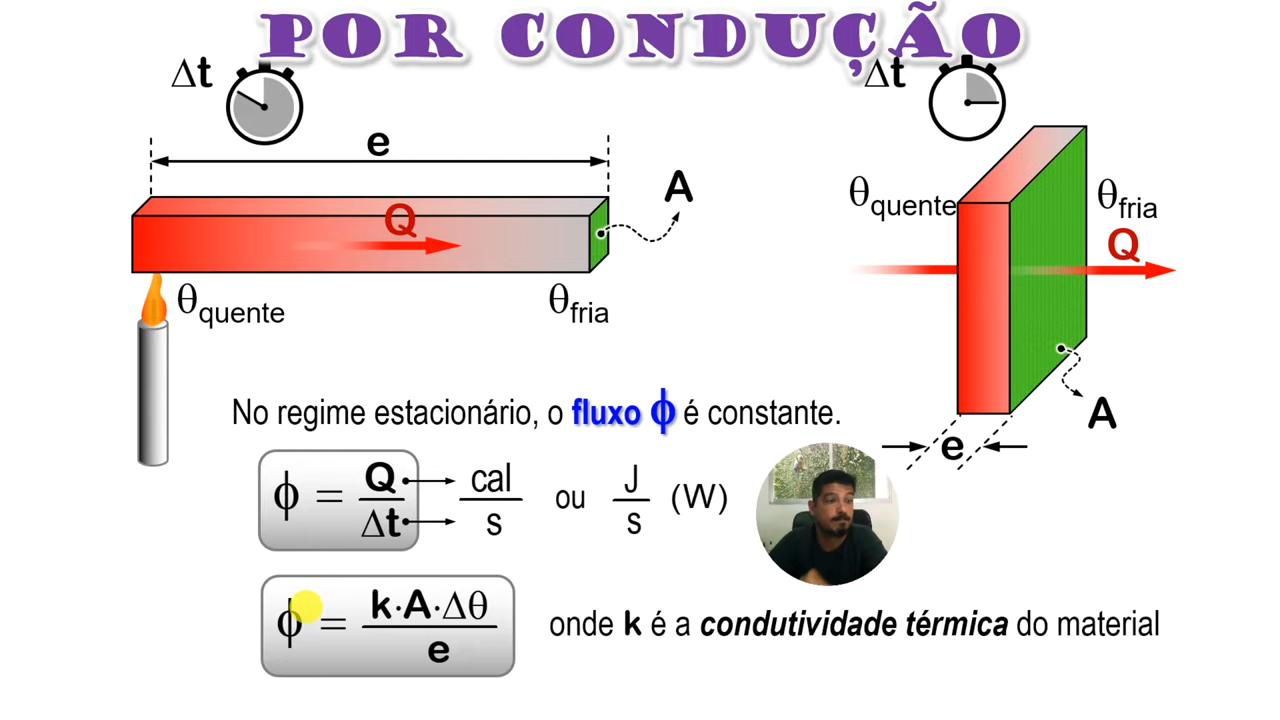 POR CONDUÇÃO
Δt
Δt
e
A
Q
θquente
θfria
θquente
θfria
Q
A
e
No regime estacionário, o fluxo ϕ é constante.
ϕ = Q/Δt cal/s ou J/s (W)
ϕ = k·A·Δθ/e onde k é a condutividade térmica do material